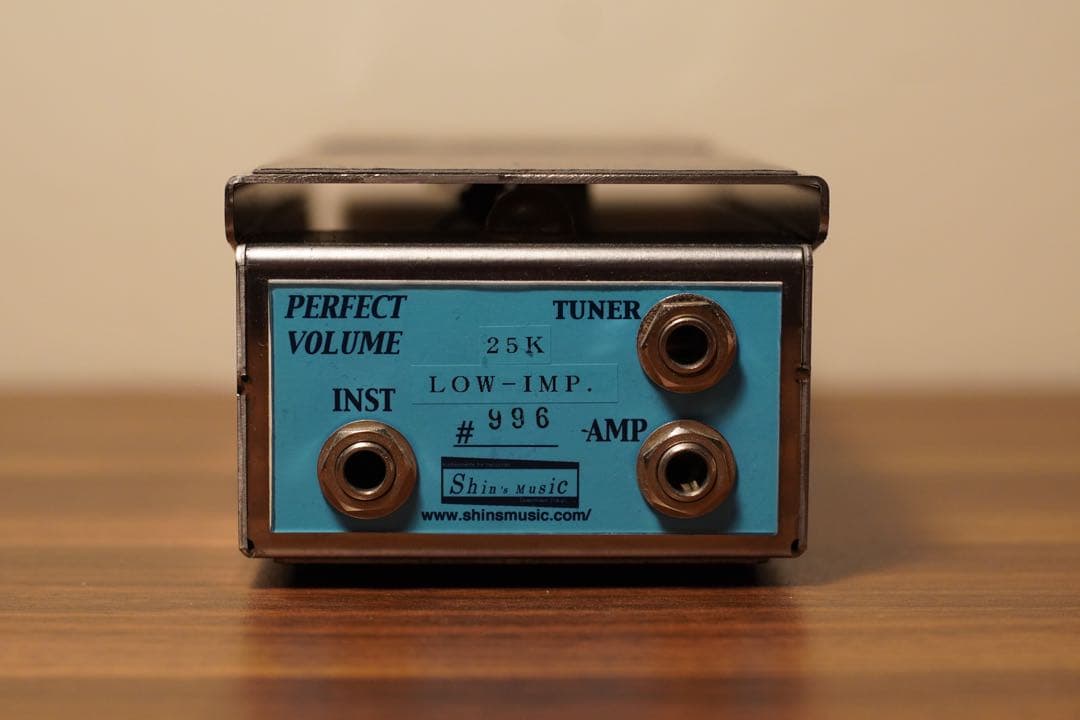 PERFECT
VOLUME
TUNER
25K
LOW-IMP.
INST
# 996
AMP
Shin's Music
www.shinsmusic.com/